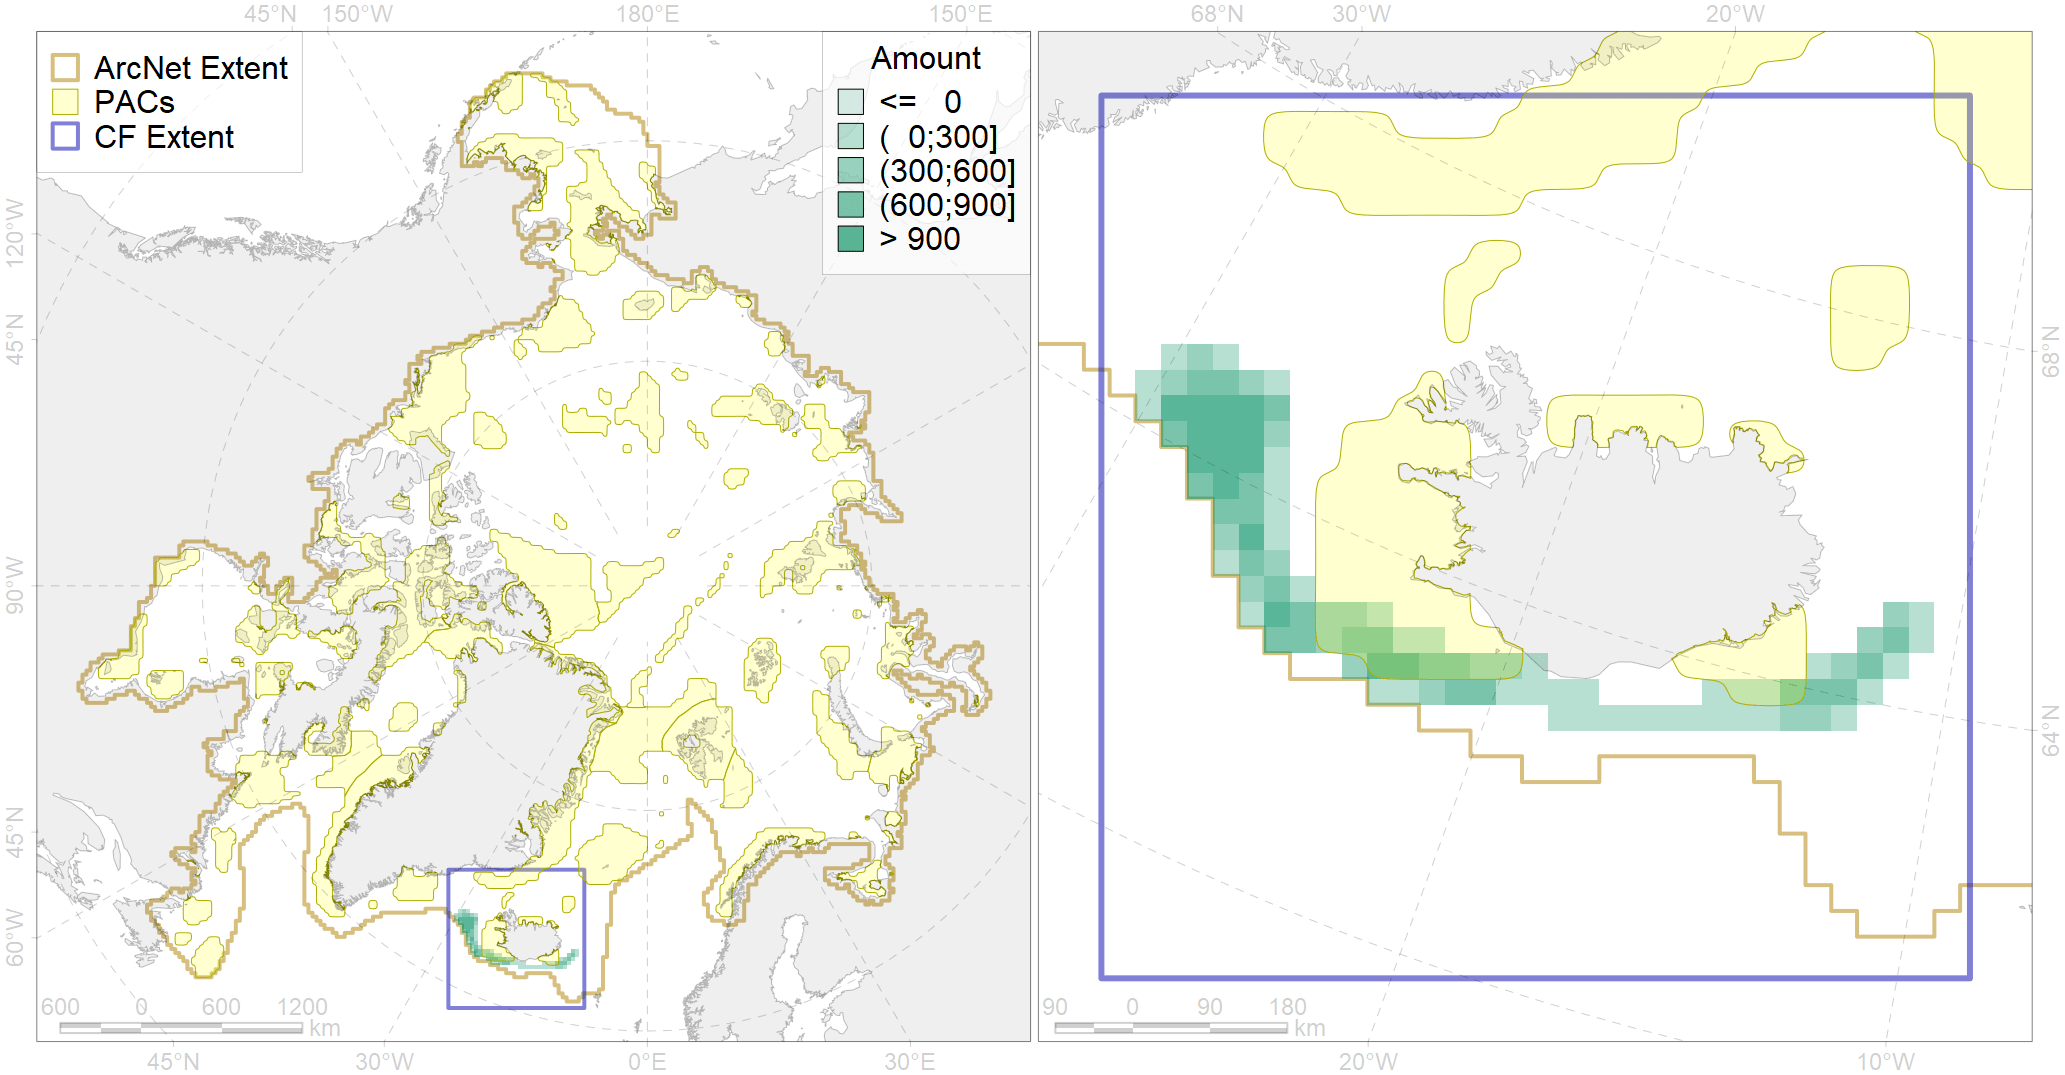 45°N 150°W 180°E 150°E 68°N 30°W 20°W
ArcNet Extent
PACs
CF Extent
Amount
<= 0
( 0;300]
(300;600]
(600;900]
> 900
120°W
45°N
90°W
45°N
60°W
68°N
64°N
600 0 600 1200
km
90 0 90 180
km
45°N 30°W 0°E 30°E 20°W 10°W